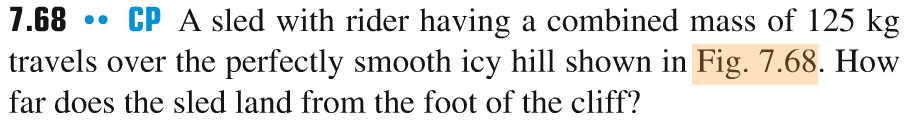 7.68 •• CP A sled with rider having a combined mass of 125 kg
travels over the perfectly smooth icy hill shown in Fig. 7.68. How
far does the sled land from the foot of the cliff?